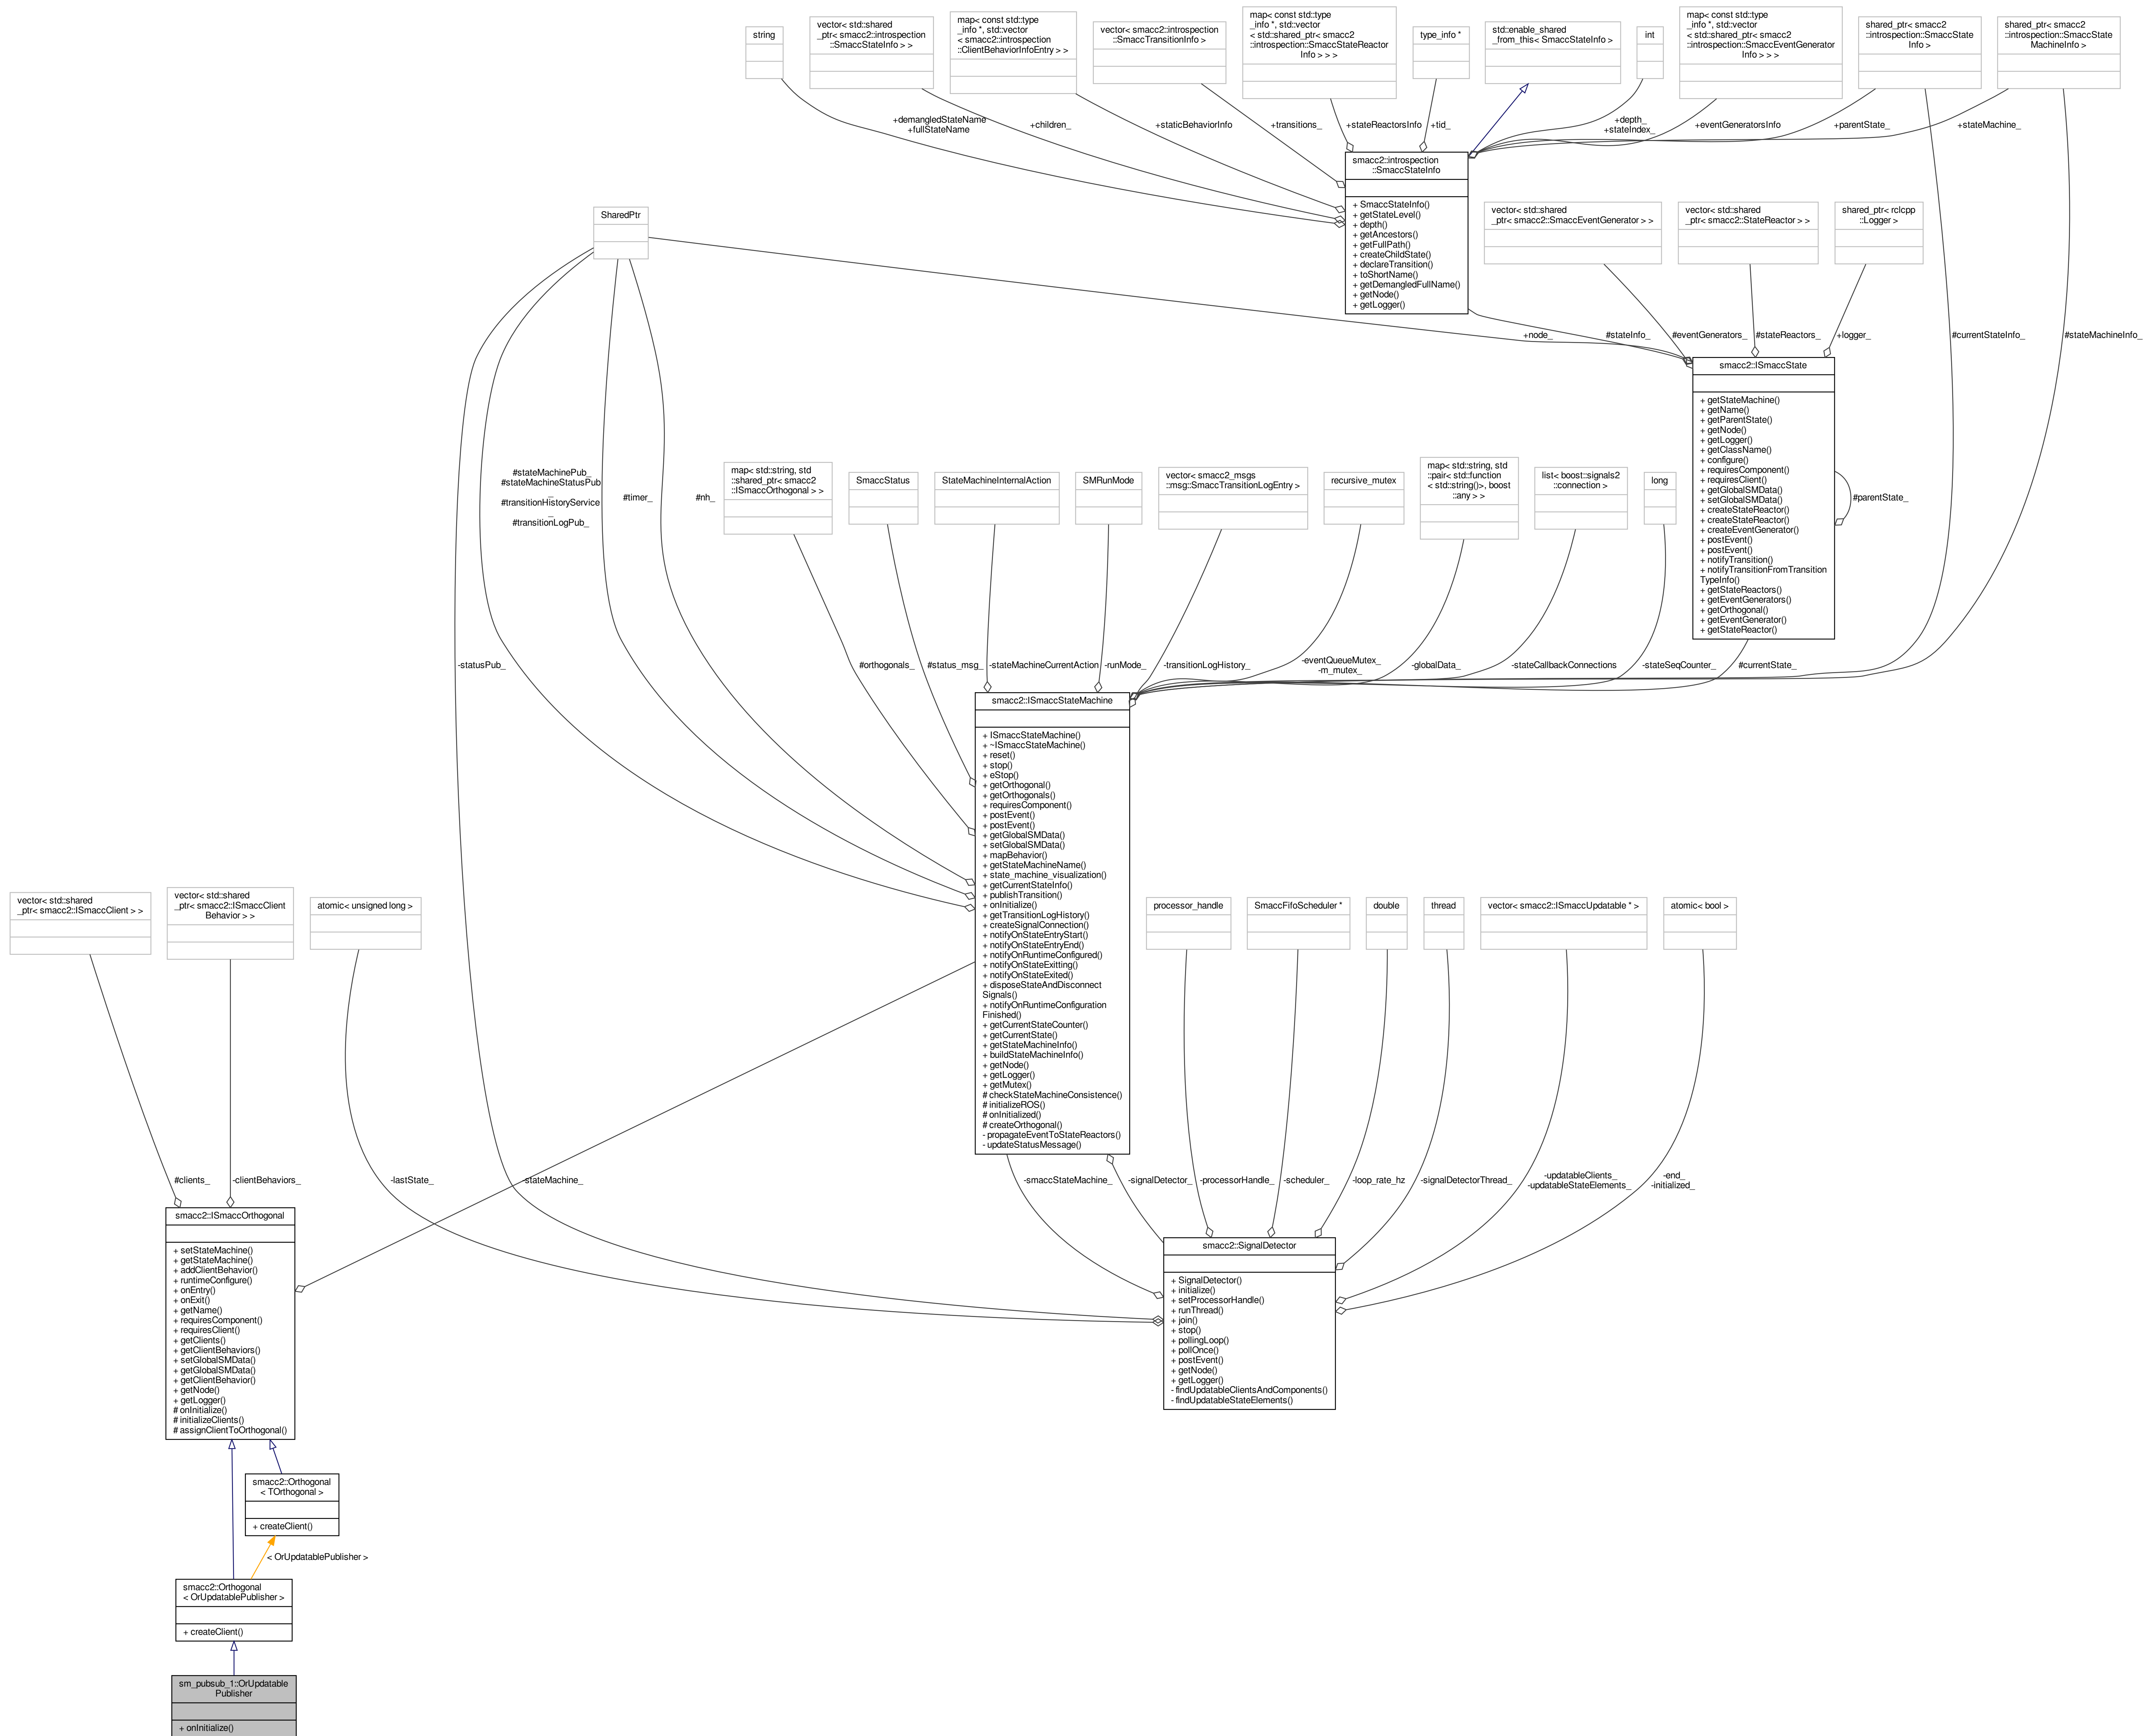 string
vector< std::shared
_ptr< smacc2::introspection
::SmaccStateInfo > >
map< const std::type
_info *, std::vector
< smacc2::introspection
::ClientBehaviorInfoEntry > >
vector< smacc2::introspection
::SmaccTransitionInfo >
map< const std::type
_info *, std::vector
< std::shared_ptr< smacc2
::introspection::SmaccStateReactor
Info > > >
type_info *
std::enable_shared
_from_this< SmaccStateInfo >
int
map< const std::type
_info *, std::vector
< std::shared_ptr< smacc2
::introspection::SmaccEventGenerator
Info > > >
shared_ptr< smacc2
::introspection::SmaccState
Info >
shared_ptr< smacc2
::introspection::SmaccState
MachineInfo >
+demangledStateName
+fullStateName
+children_
+staticBehaviorInfo
+transitions_
+stateReactorsInfo
+tid_
+depth_
+stateIndex_
+eventGeneratorsInfo
+parentState_
+stateMachine_
smacc2::introspection
::SmaccStateInfo
+ SmaccStateInfo()
+ getStateLevel()
+ depth()
+ getAncestors()
+ getFullPath()
+ createChildState()
+ declareTransition()
+ toShortName()
+ getDemangledFullName()
+ getNode()
+ getLogger()
SharedPtr
vector< std::shared
_ptr< smacc2::SmaccEventGenerator > >
vector< std::shared
_ptr< smacc2::StateReactor > >
shared_ptr< rclcpp
::Logger >
+node_
#stateInfo_
#eventGenerators_
#stateReactors_
+logger_
#currentStateInfo_
#stateMachineInfo_
smacc2::ISmaccState
+ getStateMachine()
+ getName()
+ getParentState()
+ getNode()
+ getLogger()
+ getClassName()
+ configure()
+ requiresComponent()
+ requiresClient()
+ getGlobalSMData()
+ setGlobalSMData()
+ createStateReactor()
+ createStateReactor()
+ createEventGenerator()
+ postEvent()
+ postEvent()
+ notifyTransition()
+ notifyTransitionFromTransition
TypeInfo()
+ getStateReactors()
+ getEventGenerators()
+ getOrthogonal()
+ getEventGenerator()
+ getStateReactor()
#parentState_
#stateMachinePub_
#stateMachineStatusPub
_
#transitionHistoryService
_
#transitionLogPub_
#timer_
#nh_
map< std::string, std
::shared_ptr< smacc2
::ISmaccOrthogonal > >
SmaccStatus
StateMachineInternalAction
SMRunMode
vector< smacc2_msgs
::msg::SmaccTransitionLogEntry >
recursive_mutex
map< std::string, std
::pair< std::function
< std::string()>, boost
::any > >
list< boost::signals2
::connection >
long
-statusPub_
#orthogonals_
#status_msg_
-stateMachineCurrentAction
-runMode_
-transitionLogHistory_
-eventQueueMutex_
-m_mutex_
-globalData_
-stateCallbackConnections
-stateSeqCounter_
#currentState_
smacc2::ISmaccStateMachine
+ ISmaccStateMachine()
+ ~ISmaccStateMachine()
+ reset()
+ stop()
+ eStop()
+ getOrthogonal()
+ getOrthogonals()
+ requiresComponent()
+ postEvent()
+ postEvent()
+ getGlobalSMData()
+ setGlobalSMData()
+ mapBehavior()
+ getStateMachineName()
+ state_machine_visualization()
+ getCurrentStateInfo()
+ publishTransition()
+ onInitialize()
+ getTransitionLogHistory()
+ createSignalConnection()
+ notifyOnStateEntryStart()
+ notifyOnStateEntryEnd()
+ notifyOnRuntimeConfigured()
+ notifyOnStateExitting()
+ notifyOnStateExited()
+ disposeStateAndDisconnect
Signals()
+ notifyOnRuntimeConfiguration
Finished()
+ getCurrentStateCounter()
+ getCurrentState()
+ getStateMachineInfo()
+ buildStateMachineInfo()
+ getNode()
+ getLogger()
+ getMutex()
# checkStateMachineConsistence()
# initializeROS()
# onInitialized()
# createOrthogonal()
- propagateEventToStateReactors()
- updateStatusMessage()
vector< std::shared
_ptr< smacc2::ISmaccClient > >
vector< std::shared
_ptr< smacc2::ISmaccClient
Behavior > >
atomic< unsigned long >
processor_handle
SmaccFifoScheduler *
double
thread
vector< smacc2::ISmaccUpdatable * >
atomic< bool >
#clients_
-clientBehaviors_
-lastState_
-stateMachine_
-smaccStateMachine_
-signalDetector_
-processorHandle_
-scheduler_
-loop_rate_hz
-signalDetectorThread_
-updatableClients_
-updatableStateElements_
-end_
-initialized_
smacc2::ISmaccOrthogonal
+ setStateMachine()
+ getStateMachine()
+ addClientBehavior()
+ runtimeConfigure()
+ onEntry()
+ onExit()
+ getName()
+ requiresComponent()
+ requiresClient()
+ getClients()
+ getClientBehaviors()
+ setGlobalSMData()
+ getGlobalSMData()
+ getClientBehavior()
+ getNode()
+ getLogger()
# onInitialize()
# initializeClients()
# assignClientToOrthogonal()
smacc2::SignalDetector
+ SignalDetector()
+ initialize()
+ setProcessorHandle()
+ runThread()
+ join()
+ stop()
+ pollingLoop()
+ pollOnce()
+ postEvent()
+ getNode()
+ getLogger()
- findUpdatableClientsAndComponents()
- findUpdatableStateElements()
smacc2::Orthogonal
< TOrthogonal >
+ createClient()
< OrUpdatablePublisher >
smacc2::Orthogonal
< OrUpdatablePublisher >
+ createClient()
sm_pubsub_1::OrUpdatable
Publisher
+ onInitialize()